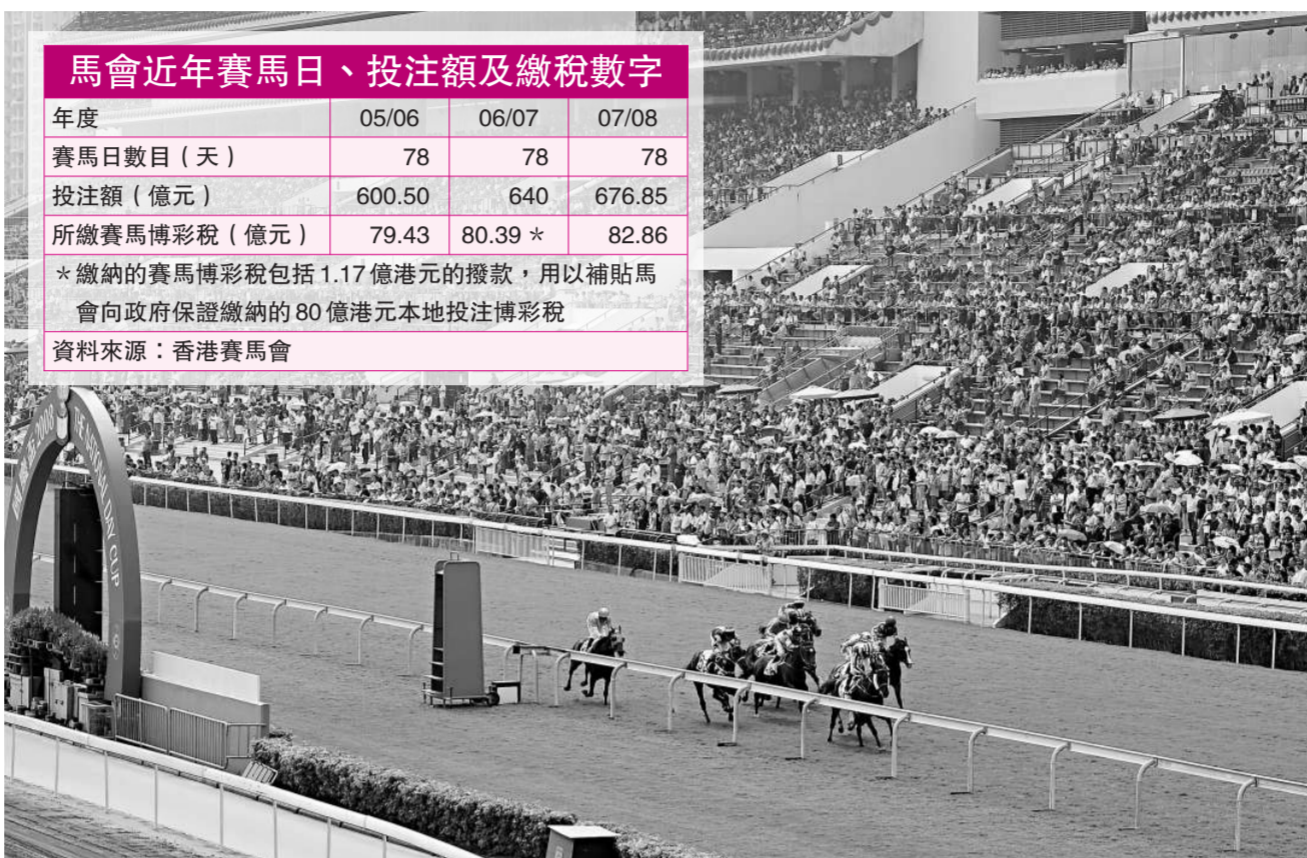 馬會近年賽馬日、投注額及繳稅數字
年度 05/06 06/07 07/08
賽馬日數目（天） 78 78 78
投注額（億元） 600.50 640 676.85
所繳賽馬博彩稅（億元） 79.43 80.39＊ 82.86
＊繳納的賽馬博彩稅包括1.17億港元的撥款，用以補貼馬
會向政府保證繳納的80億港元本地投注博彩稅
資料來源：香港賽馬會
2008 THE NATIONAL DAY CUP